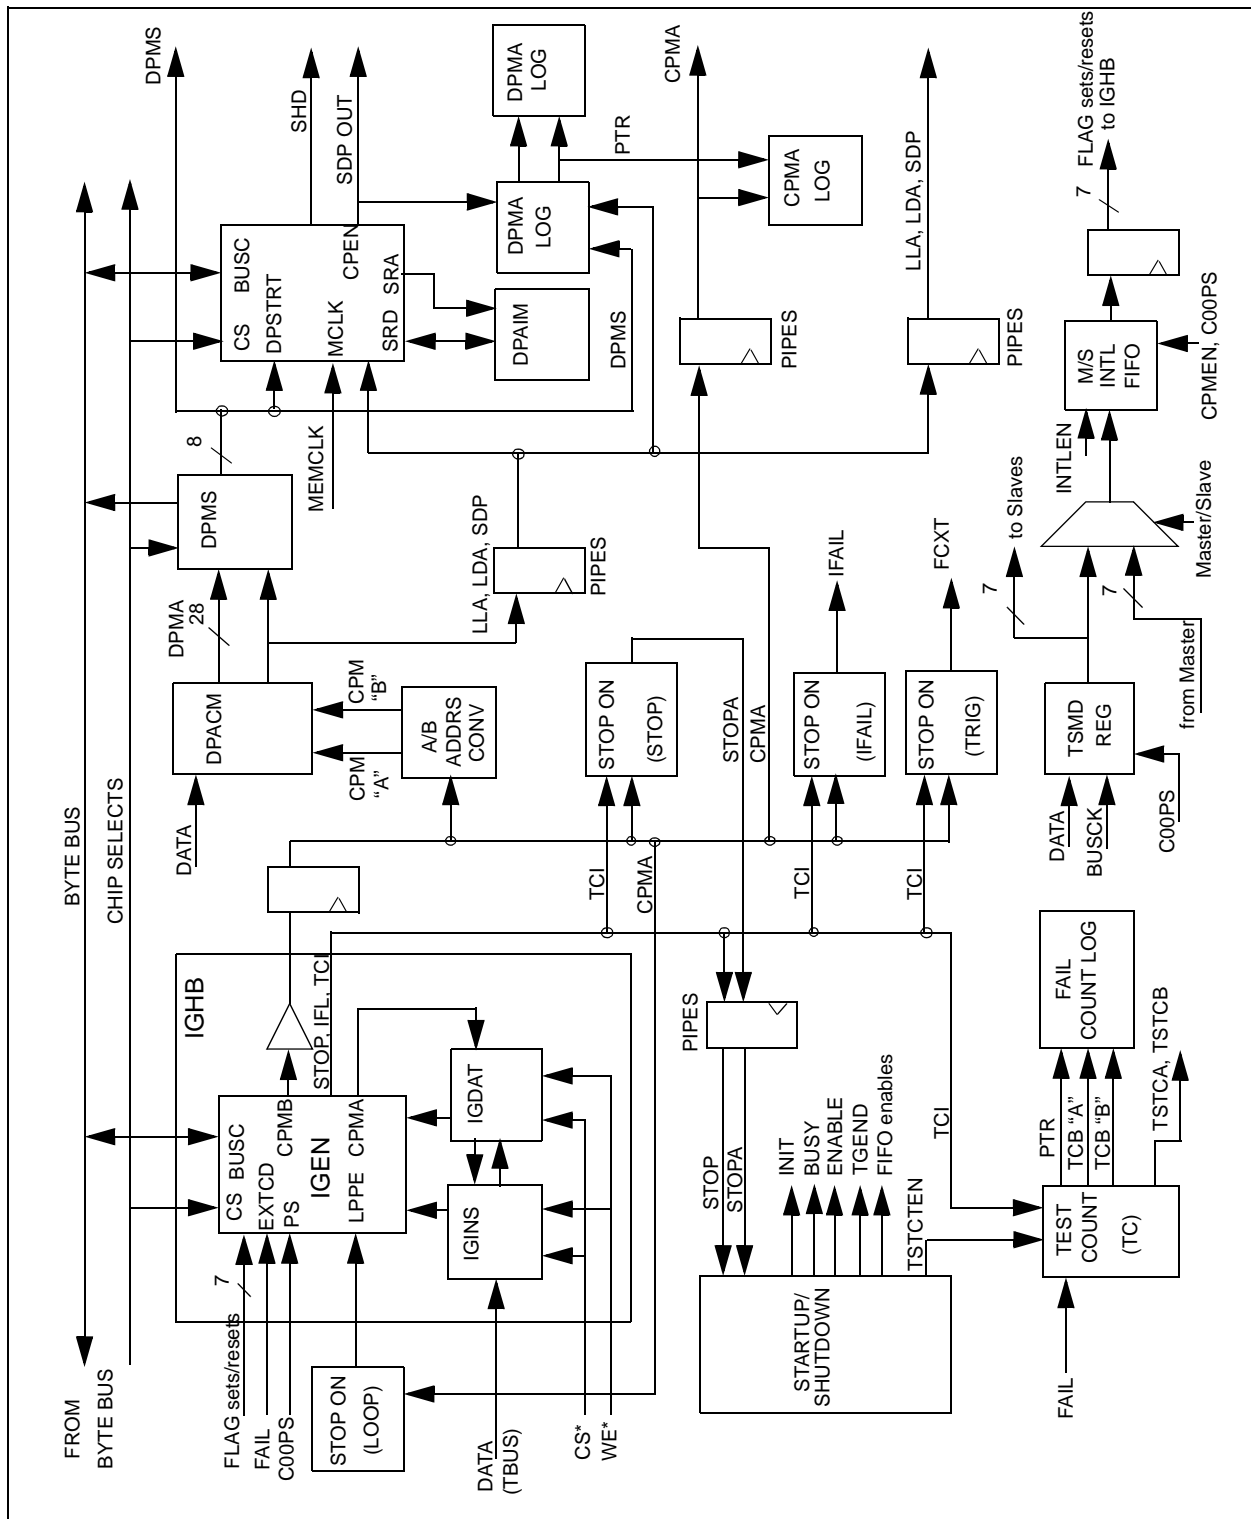 FROM
BYTE BUS
BYTE BUS
CHIP SELECTS
IGHB
CS BUSC
EXTCD
PS
CPMB
IGEN
LPPE CPMA
STOP, IFL, TCI
IGDAT
IGINS
7
FLAG sets/resets
FAIL
C00PS
STOP ON
(LOOP)
DATA
(TBUS)
CS*
WE*
DATA
DPACM
DPMA
28
CPM
"A"
CPM
"B"
A/B
ADDRS
CONV
LLA, LDA, SDP
PIPES
DPMS
8
DPMS
CS BUSC
DPSTRT
MCLK
CPEN
SRD SRA
MEMCLK
SHD
SDP OUT
DPAIM
DPMA
LOG
DPMA
LOG
PTR
DPMS
CPMA
CPMA
LOG
PIPES
LLA, LDA, SDP
PIPES
TCI
CPMA
STOP ON
(STOP)
STOPA
CPMA
TCI
STOP ON
(IFAIL)
IFAIL
TCI
STOP ON
(TRIG)
FCXT
PIPES
STOP
STOPA
STARTUP/
SHUTDOWN
INIT
BUSY
ENABLE
TGEND
FIFO enables
TSTCTEN
TCI
FAIL
TEST
COUNT
(TC)
PTR
TCB "A"
TCB "B"
FAIL
COUNT LOG
TSTCA, TSTCB
DATA
BUSCK
C00PS
TSMD
REG
7
to Slaves
7
from Master
Master/Slave
INTLEN
M/S
INTL
FIFO
CPMEN, C00PS
7
FLAG sets/resets
to IGHB